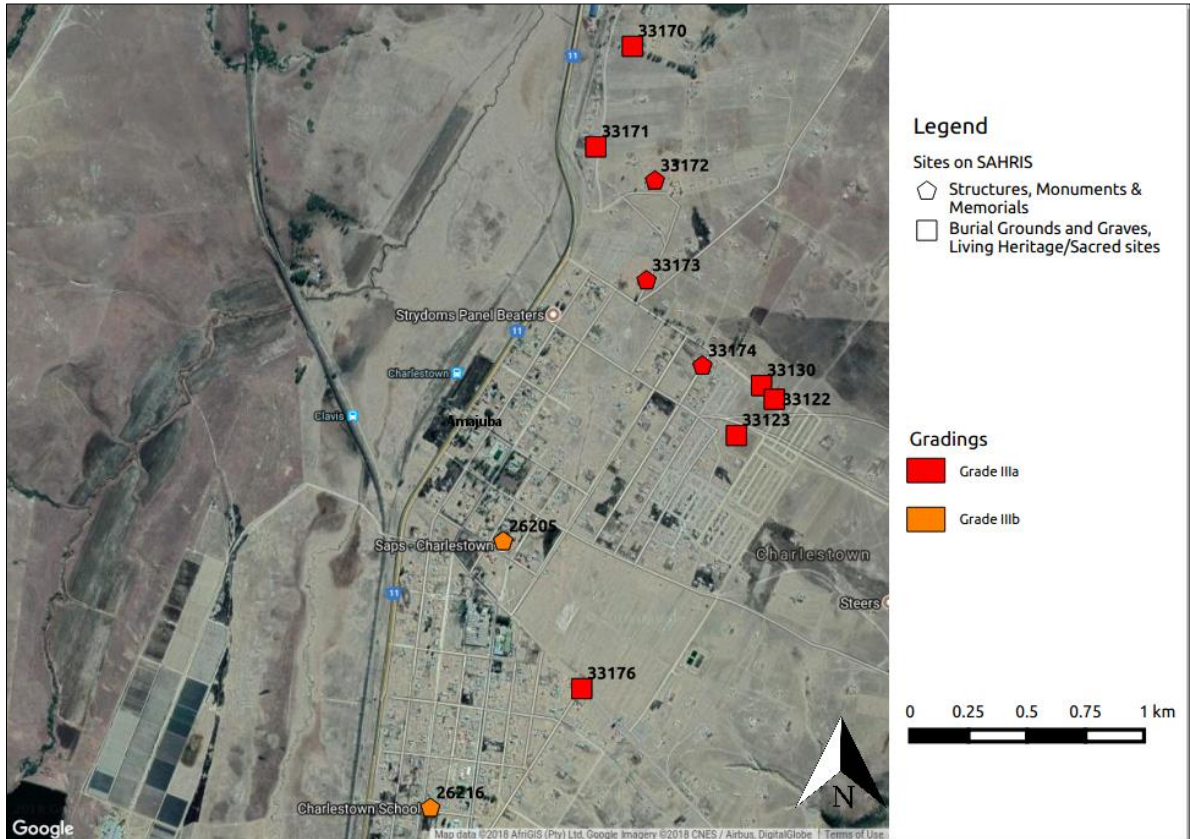 33170
11
33171
33172
33173
Strydoms Panel Beaters
11
33174
Charlestown
33130
33122
Clavis
Amajuba
33123
26205
Saps - Charlestown
Charlestown
11
Steers
33176
26216
Charlestown School
Google
Map data ©2018 AfriGIS (Pty) Ltd, Google Imagery ©2018 CNES / Airbus, DigitalGlobe
Terms of Use
Legend
Sites on SAHRIS
Structures, Monuments &
Memorials
Burial Grounds and Graves,
Living Heritage/Sacred sites
Gradings
Grade IIIa
Grade IIIb
0 0.25 0.5 0.75 1 km
N